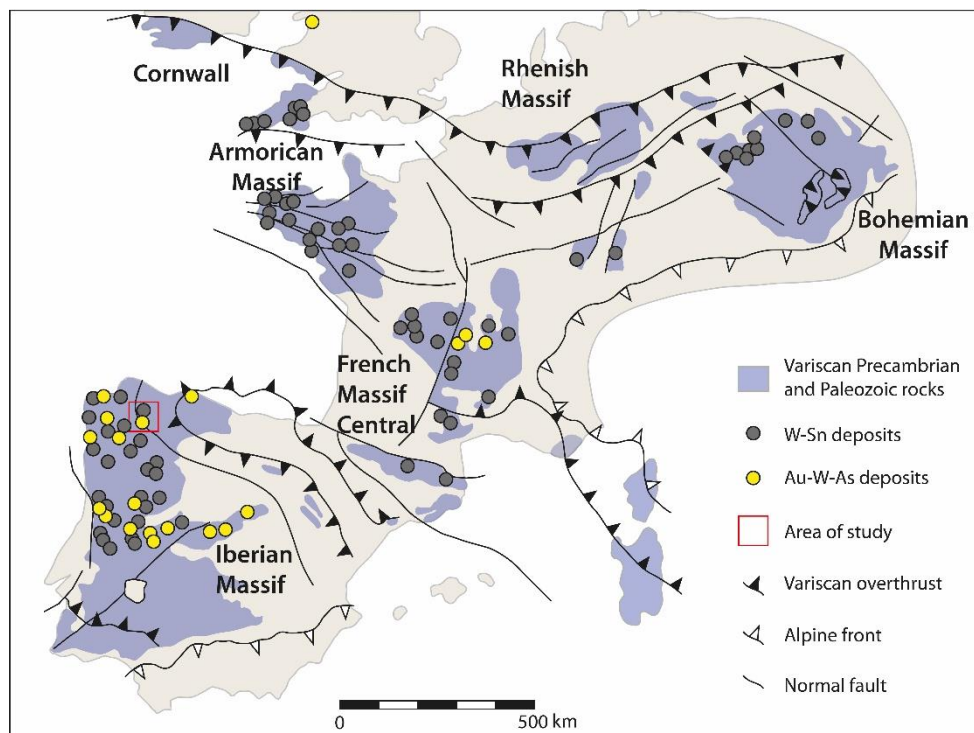 Cornwall
Rhenish
Massif
Armorican
Massif
Bohemian
Massif
French
Massif
Central
Iberian
Massif
Variscan Precambrian
and Paleozoic rocks
W-Sn deposits
Au-W-As deposits
Area of study
Variscan overthrust
Alpine front
Normal fault
0
500 km